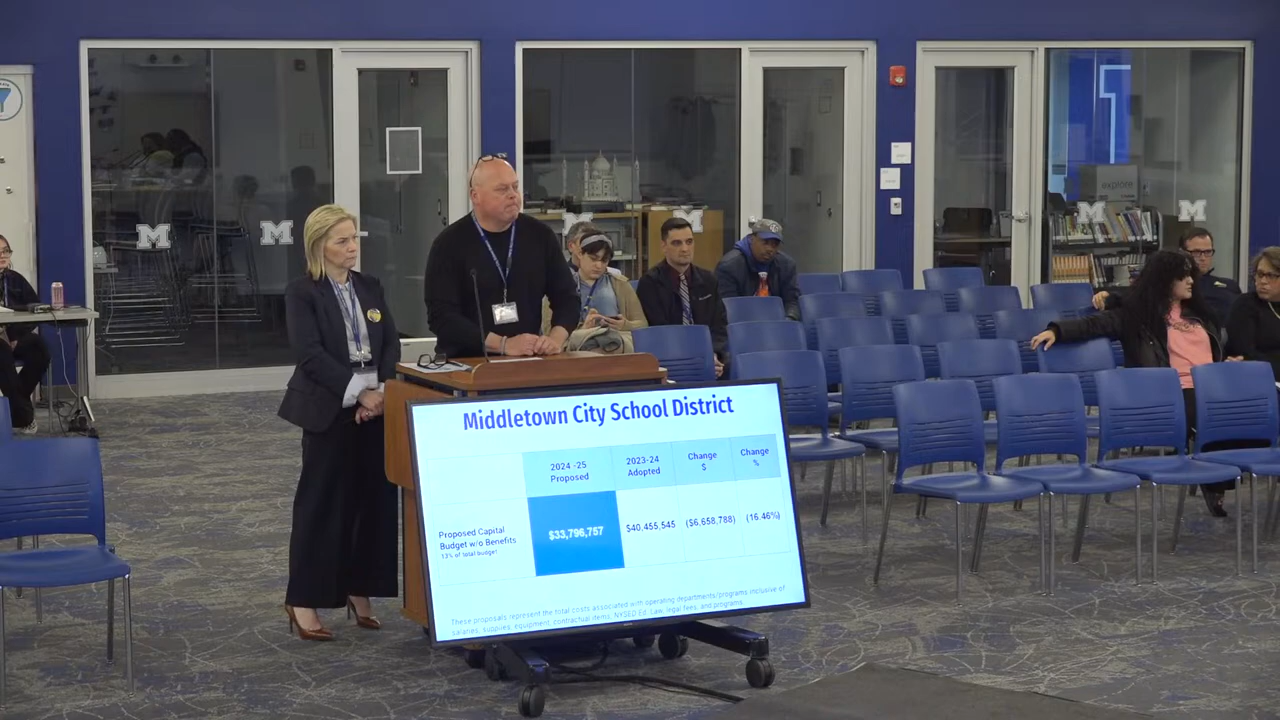 M
M
M
M
M
M
explore
Middletown City School District
2024 -25
Proposed
2023-24
Adopted
Change
$
Change
%
Proposed Capital
Budget w/o Benefits
13% of total budget
$33,796,757
$40,455,545
($6,658,788)
(16.46%)
These proposals represent the total costs associated with operating departments/programs inclusive of
salaries, supplies, equipment, contractual items, NYSED Ed. Law, legal fees, and programs.